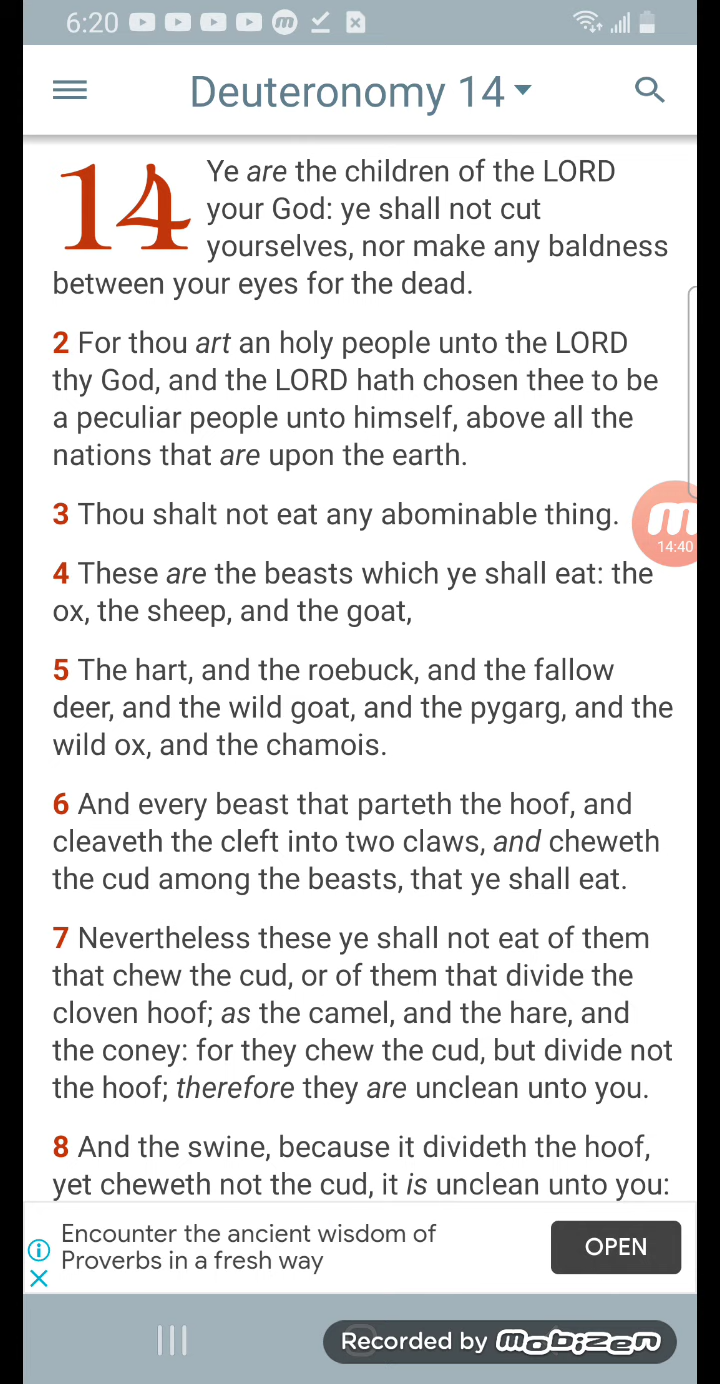 6:20
Deuteronomy 14
14 Ye are the children of the LORD
your God: ye shall not cut
yourselves, nor make any baldness
between your eyes for the dead.
2 For thou art an holy people unto the LORD
thy God, and the LORD hath chosen thee to be
a peculiar people unto himself, above all the
nations that are upon the earth.
3 Thou shalt not eat any abominable thing.
m
14:40
4 These are the beasts which ye shall eat: the
ox, the sheep, and the goat,
5 The hart, and the roebuck, and the fallow
deer, and the wild goat, and the pygarg, and the
wild ox, and the chamois.
6 And every beast that parteth the hoof, and
cleaveth the cleft into two claws, and cheweth
the cud among the beasts, that ye shall eat.
7 Nevertheless these ye shall not eat of them
that chew the cud, or of them that divide the
cloven hoof; as the camel, and the hare, and
the coney: for they chew the cud, but divide not
the hoof; therefore they are unclean unto you.
8 And the swine, because it divideth the hoof,
yet cheweth not the cud, it is unclean unto you:
Encounter the ancient wisdom of
Proverbs in a fresh way
OPEN
Recorded by Mobizen